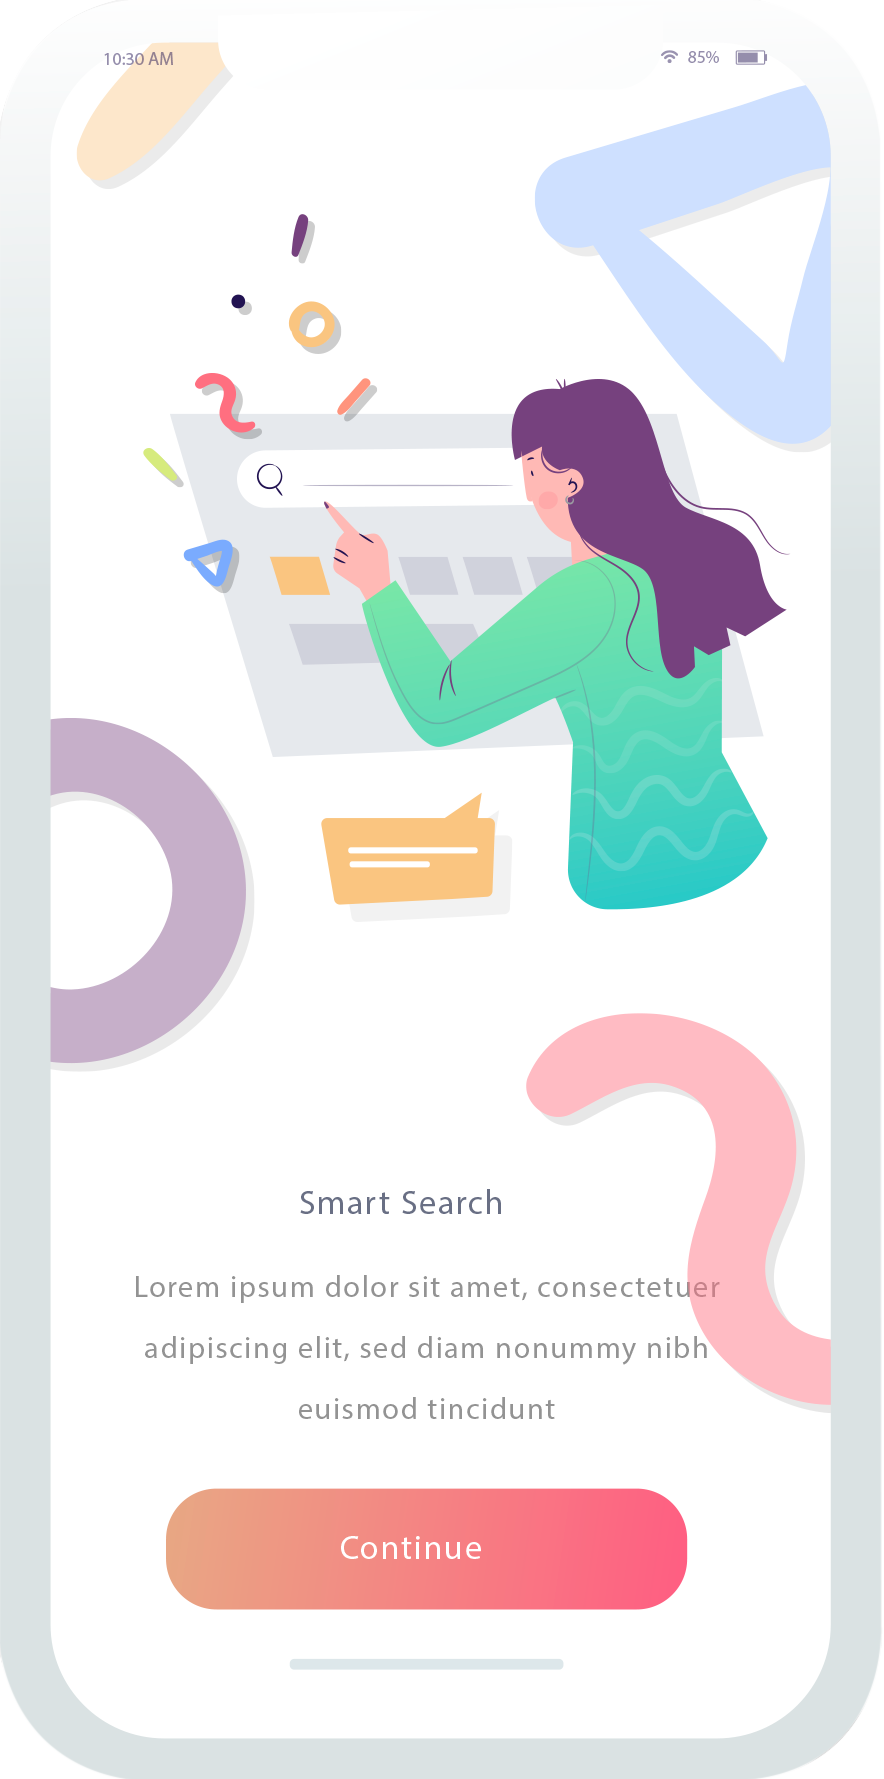 10:30 AM 85%
Smart Search
Lorem ipsum dolor sit amet, consectetuer
adipiscing elit, sed diam nonummy nibh
euismod tincidunt
Continue